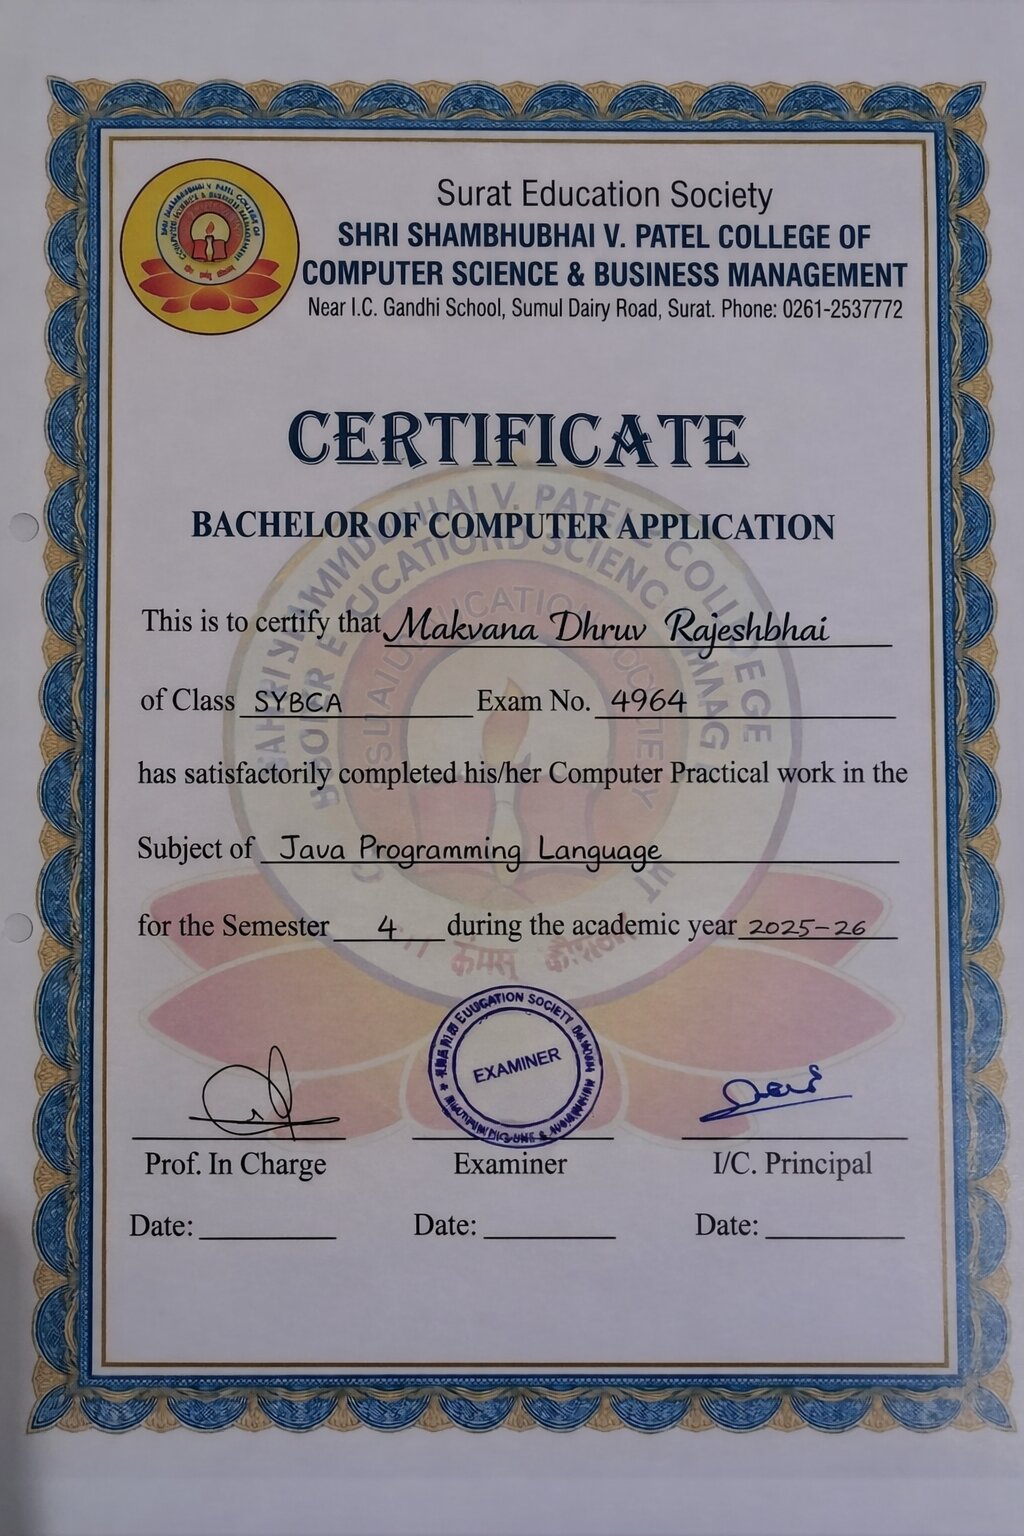 Surat Education Society
SHRI SHAMBHUBHAI V. PATEL COLLEGE OF
COMPUTER SCIENCE & BUSINESS MANAGEMENT
Near I.C. Gandhi School, Sumul Dairy Road, Surat. Phone: 0261-2537772
CERTIFICATE
BACHELOR OF COMPUTER APPLICATION
This is to certify that Makvana Dhruv Rajeshbhai
of Class SYBCA Exam No. 4964
has satisfactorily completed his/her Computer Practical work in the
Subject of Java Programming Language
for the Semester 4 during the academic year 2025-26
EDUCATION SOCIETY
EXAMINER
Prof. In Charge Examiner I/C. Principal
Date: Date: Date: